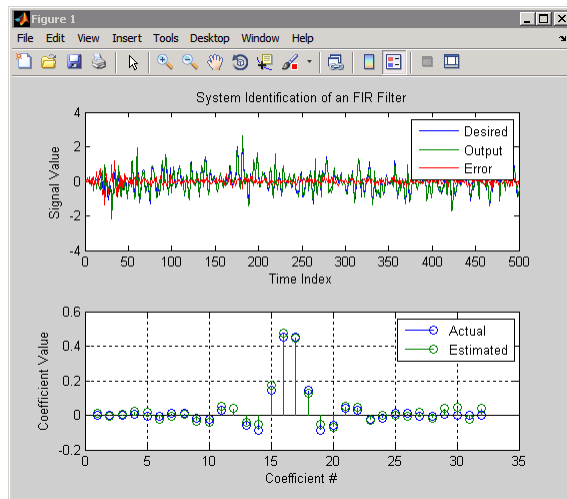 Figure 1
File Edit View Insert Tools Desktop Window Help
System Identification of an FIR Filter
Signal Value
4
2
0
-2
-4
Desired
Output
Error
0 50 100 150 200 250 300 350 400 450 500
Time Index
Coefficient Value
0.6
0.4
0.2
0
-0.2
Actual
Estimated
0 5 10 15 20 25 30 35
Coefficient #